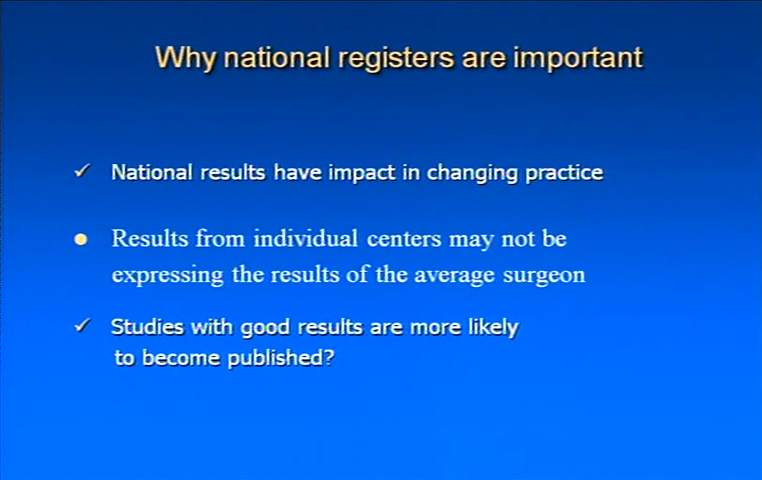 Why national registers are important
✓ National results have impact in changing practice
● Results from individual centers may not be
expressing the results of the average surgeon
✓ Studies with good results are more likely
to become published?